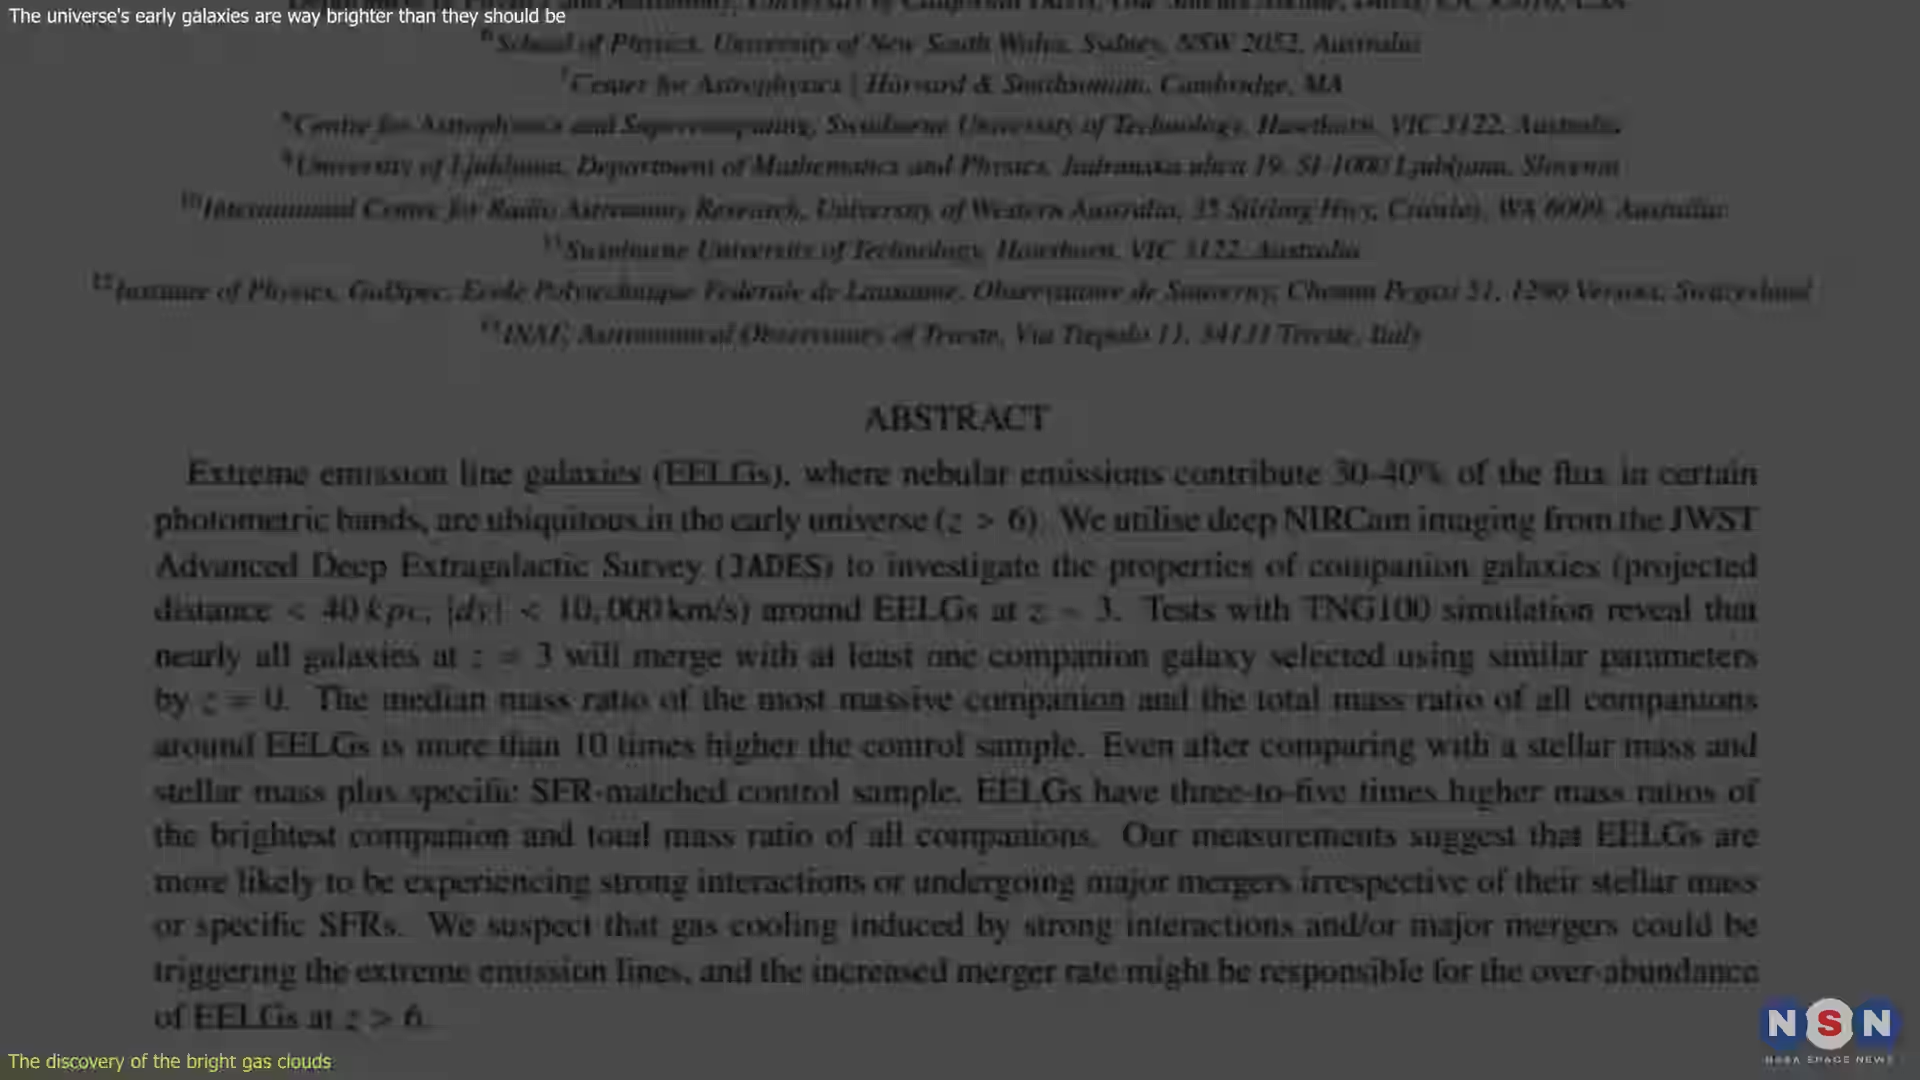 The universe's early galaxies are way brighter than they should be
6 School of Physics, University of New South Wales, Sydney, NSW 2052, Australia
7 Center for Astrophysics | Harvard & Smithsonian, Cambridge, MA
8 Centre for Astrophysics and Supercomputing, Swinburne University of Technology, Hawthorn, VIC 3122, Australia
9 University of Ljubljana, Department of Mathematics and Physics, Jadranska ulica 19, SI-1000 Ljubljana, Slovenia
10 International Centre for Radio Astronomy Research, University of Western Australia, 35 Stirling Hwy, Crawley, WA 6009, Australia
11 Swinburne University of Technology, Hawthorn, VIC 3122, Australia
12 Institute of Physics, GalSpec, Ecole Polytechnique Federale de Lausanne, Observatoire de Sauverny, Chemin Pegasi 51, 1290 Versoix, Switzerland
13 INAF, Astronomical Observatory of Trieste, Via Tiepolo 11, 34131 Trieste, Italy
ABSTRACT
Extreme emission line galaxies (EELGs), where nebular emissions contribute 30-40% of the flux in certain
photometric bands, are ubiquitous in the early universe (z > 6). We utilise deep NIRCam imaging from the JWST
Advanced Deep Extragalactic Survey (JADES) to investigate the properties of companion galaxies (projected
distance < 40 kpc, |dv| < 10,000 km/s) around EELGs at z ~ 3. Tests with TNG100 simulation reveal that
nearly all galaxies at z = 3 will merge with at least one companion galaxy selected using similar parameters
by z = 0. The median mass ratio of the most massive companion and the total mass ratio of all companions
around EELGs is more than 10 times higher the control sample. Even after comparing with a stellar mass and
stellar mass plus specific SFR-matched control sample, EELGs have three-to-five times higher mass ratios of
the brightest companion and total mass ratio of all companions. Our measurements suggest that EELGs are
more likely to be experiencing strong interactions or undergoing major mergers irrespective of their stellar mass
or specific SFRs. We suspect that gas cooling induced by strong interactions and/or major mergers could be
triggering the extreme emission lines, and the increased merger rate might be responsible for the over-abundance
of EELGs at z > 6.
NSN
NASA SPACE NEWS
The discovery of the bright gas clouds